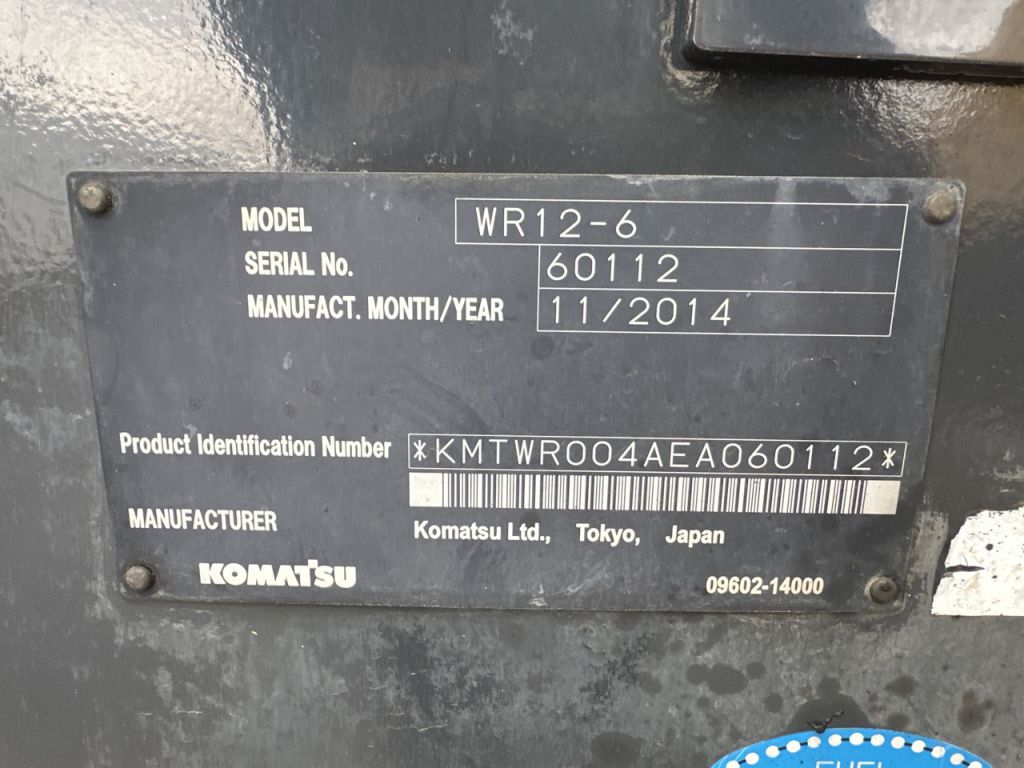 MODEL WR12-6
SERIAL No. 60112
MANUFACT. MONTH/YEAR 11/2014
Product Identification Number *KMTWR004AEA060112*
MANUFACTURER Komatsu Ltd., Tokyo, Japan
KOMATSU 09602-14000
FUEL